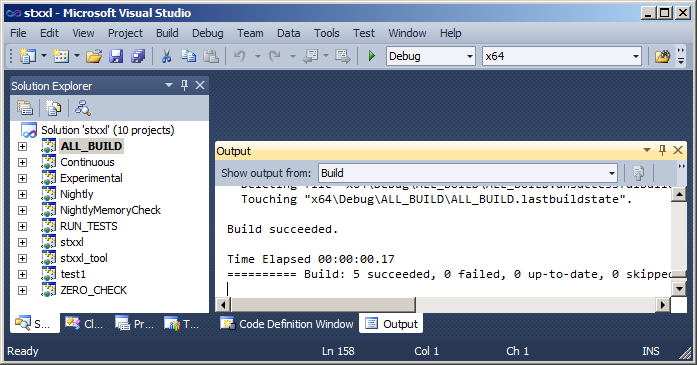 stxxl - Microsoft Visual Studio
File Edit View Project Build Debug Team Data Tools Test Window Help
Debug x64
Solution Explorer
Solution 'stxxl' (10 projects)
ALL_BUILD
Continuous
Experimental
Nightly
NightlyMemoryCheck
RUN_TESTS
stxxl
stxxl_tool
test1
ZERO_CHECK
S... Cl... Pr... T...
Output
Show output from: Build
Touching "x64\Debug\ALL_BUILD\ALL_BUILD.lastbuildstate".
Build succeeded.
Time Elapsed 00:00:00.17
========== Build: 5 succeeded, 0 failed, 0 up-to-date, 0 skipped
Code Definition Window Output
Ready Ln 158 Col 1 Ch 1 INS